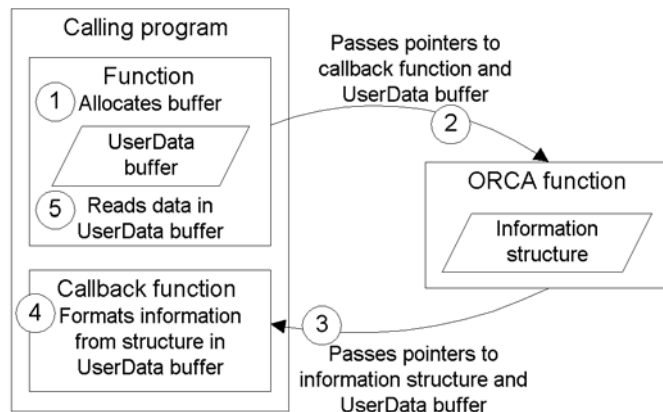 Calling program
Function
1
Allocates buffer
UserData
buffer
5
Reads data in
UserData buffer
Passes pointers to
callback function and
UserData buffer
2
ORCA function
Information
structure
3
Passes pointers to
information structure and
UserData buffer
Callback function
4
Formats information
from structure in
UserData buffer